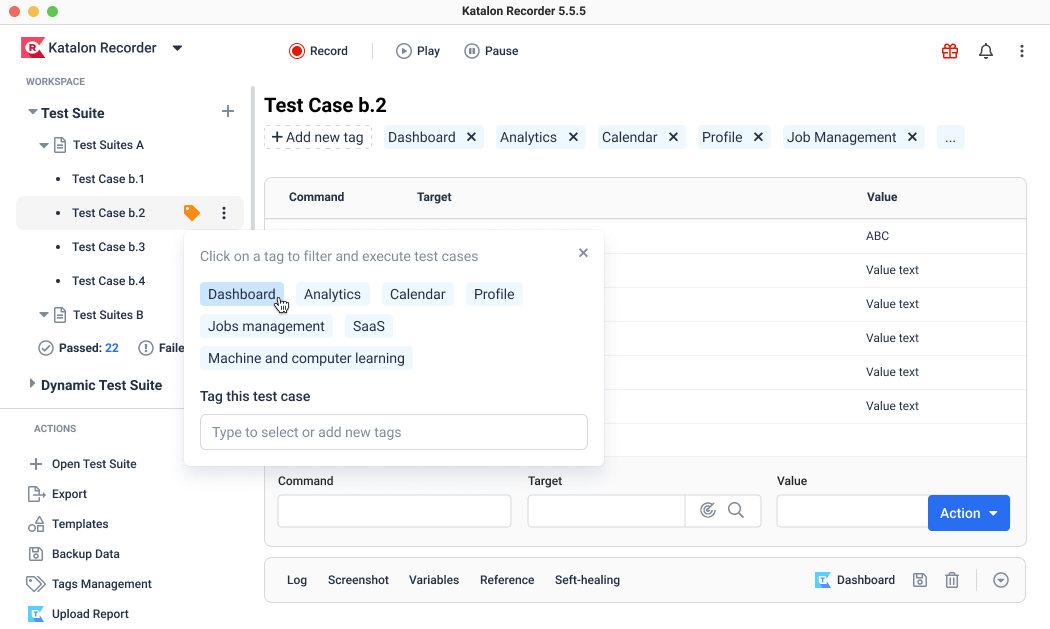 Katalon Recorder 5.5.5
Katalon Recorder
Record
Play
Pause
WORKSPACE
Test Suite
Test Suites A
Test Case b.1
Test Case b.2
Test Case b.3
Test Case b.4
Test Suites B
Passed: 22
Faile
Dynamic Test Suite
ACTIONS
Open Test Suite
Export
Templates
Backup Data
Tags Management
Upload Report
Test Case b.2
+ Add new tag
Dashboard
Analytics
Calendar
Profile
Job Management
...
Command Target Value
ABC
Value text
Value text
Value text
Value text
Value text
Click on a tag to filter and execute test cases
Dashboard Analytics Calendar Profile
Jobs management SaaS
Machine and computer learning
Tag this test case
Type to select or add new tags
Command Target Value
Action
Log Screenshot Variables Reference Seft-healing Dashboard